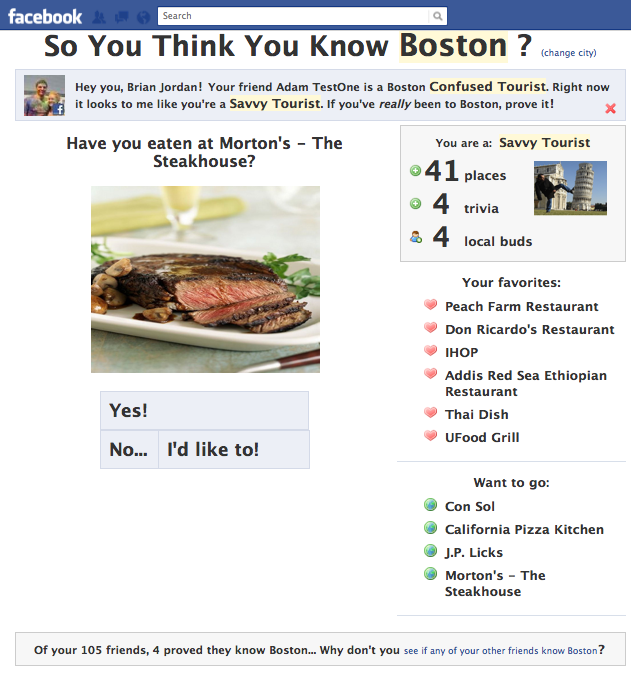 facebook
Search
So You Think You Know Boston ? (change city)
Hey you, Brian Jordan! Your friend Adam TestOne is a Boston Confused Tourist. Right now
it looks to me like you're a Savvy Tourist. If you've really been to Boston, prove it!
Have you eaten at Morton's - The
Steakhouse?
Yes!
No... I'd like to!
You are a: Savvy Tourist
41 places
4 trivia
4 local buds
Your favorites:
Peach Farm Restaurant
Don Ricardo's Restaurant
IHOP
Addis Red Sea Ethiopian
Restaurant
Thai Dish
UFood Grill
Want to go:
Con Sol
California Pizza Kitchen
J.P. Licks
Morton's - The
Steakhouse
Of your 105 friends, 4 proved they know Boston... Why don't you see if any of your other friends know Boston?